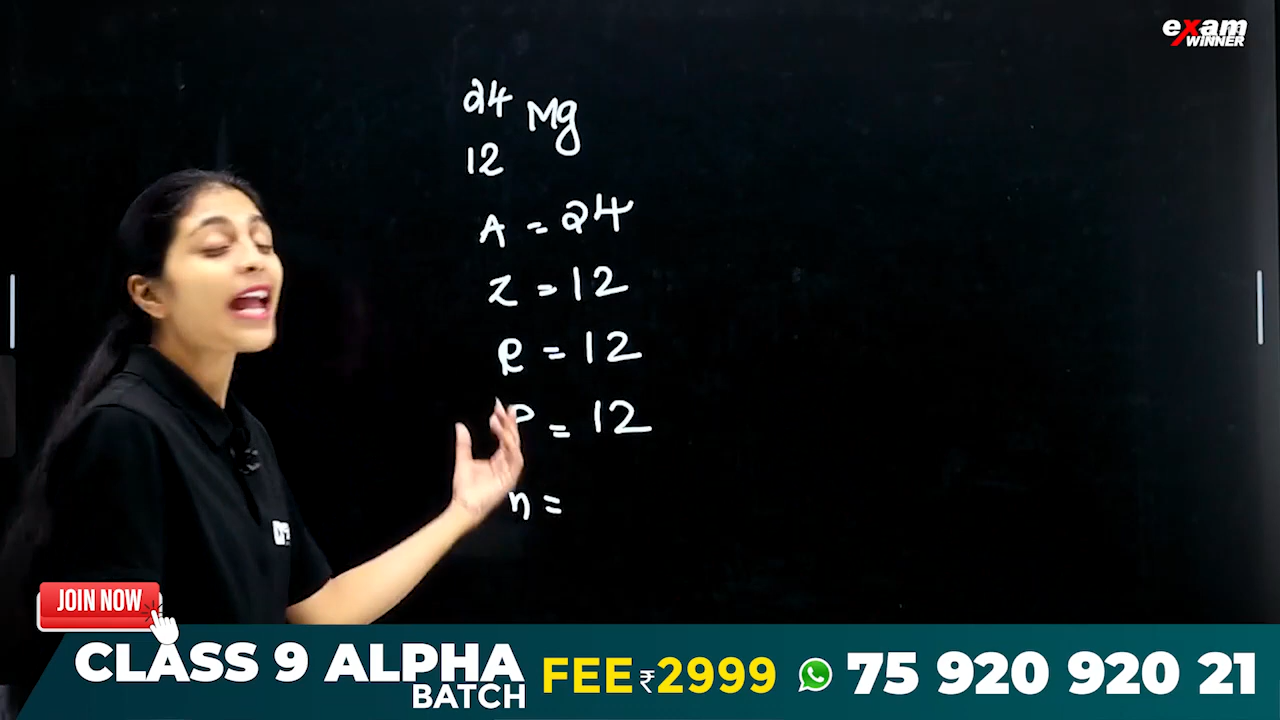 exam
WINNER
24
Mg
12
A = 24
Z = 12
e = 12
P = 12
n =
JOIN NOW
CLASS 9 ALPHA
BATCH
FEE ₹2999
75 920 920 21